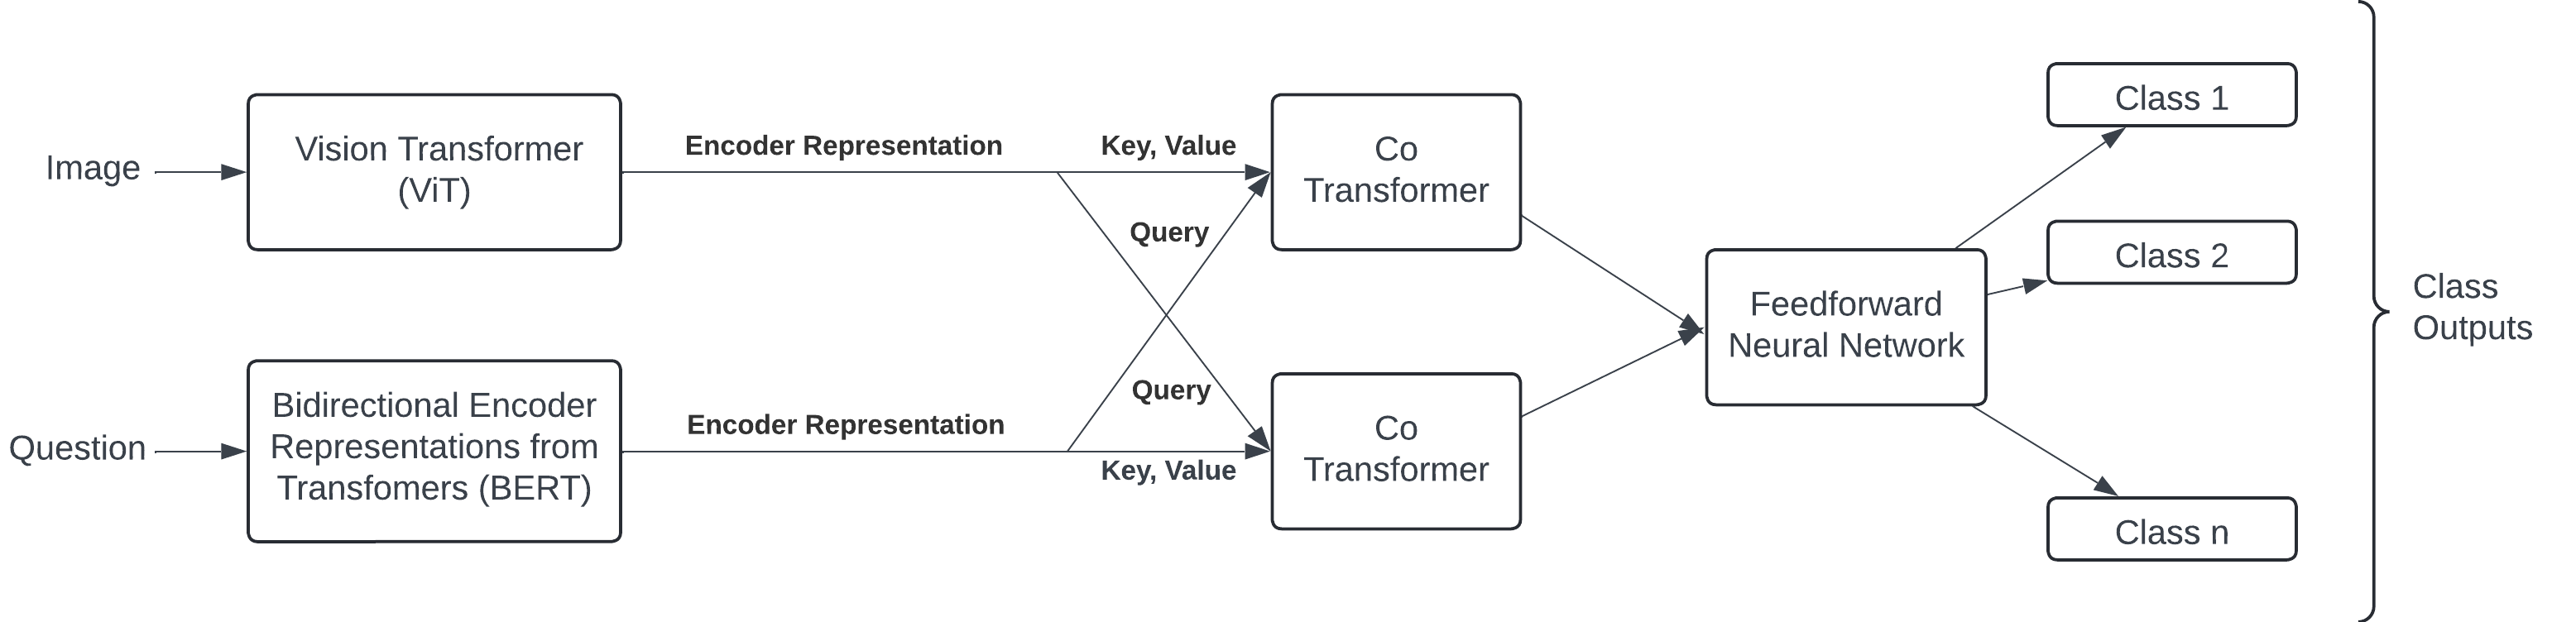 Image
Vision Transformer
(ViT)
Encoder Representation
Key, Value
Query
Co
Transformer
Question
Bidirectional Encoder
Representations from
Transfomers (BERT)
Encoder Representation
Query
Key, Value
Co
Transformer
Feedforward
Neural Network
Class 1
Class 2
Class n
Class
Outputs